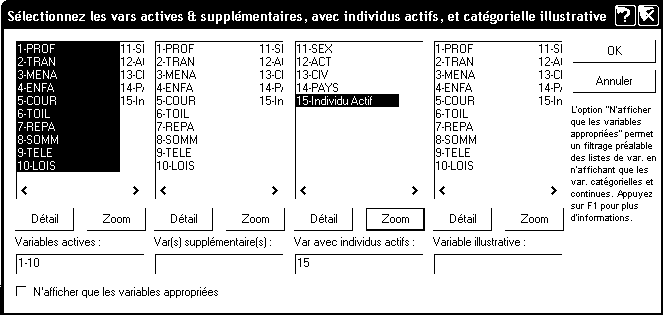 Sélectionnez les vars actives & supplémentaires, avec individus actifs, et catégorielle illustrative
1-PROF
2-TRAN
3-MENA
4-ENFA
5-COUR
6-TOIL
7-REPA
8-SOMM
9-TELE
10-LOIS
11-SE
12-A
13-CI
14-P
15-In
1-PROF
2-TRAN
3-MENA
4-ENFA
5-COUR
6-TOIL
7-REPA
8-SOMM
9-TELE
10-LOIS
11-SE
12-A
13-CI
14-P
15-In
11-SEX
12-ACT
13-CIV
14-PAYS
15-Individu Actif
1-PROF
2-TRAN
3-MENA
4-ENFA
5-COUR
6-TOIL
7-REPA
8-SOMM
9-TELE
10-LOIS
11-SE
12-A
13-CI
14-P
15-In
OK
Annuler
L'option "N'afficher
que les variables
appropriées" permet
un filtrage préalable
des listes de var. en
n'affichant que les
var. catégorielles et
continues. Appuyez
sur F1 pour plus
d'informations.
Détail Zoom Détail Zoom Détail Zoom Détail Zoom
Variables actives : Var(s) supplémentaire(s) : Var avec individus actifs : Variable illustrative :
1-10 15
N'afficher que les variables appropriées